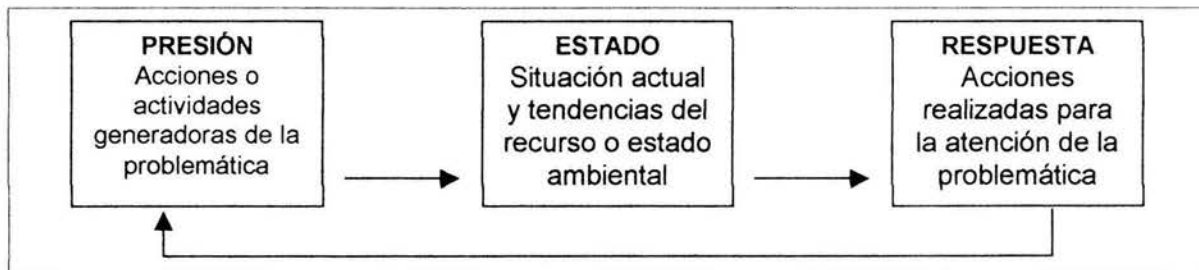 PRESIÓN
Acciones o
actividades
generadoras de la
problemática
ESTADO
Situación actual
y tendencias del
recurso o estado
ambiental
RESPUESTA
Acciones
realizadas para
la atención de la
problemática